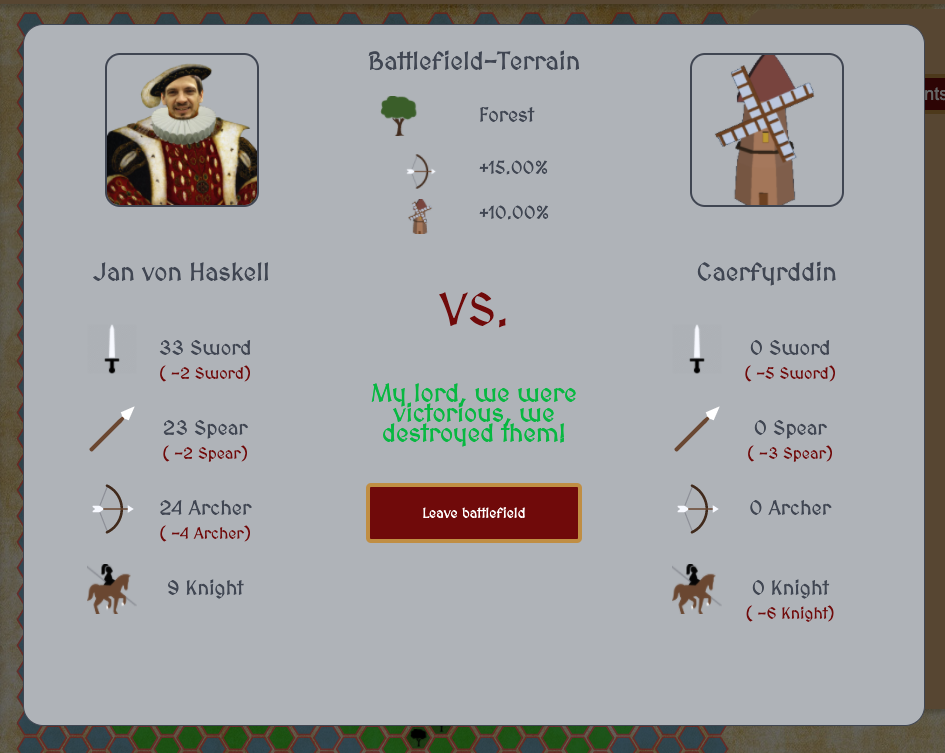 Battlefield-Terrain
Forest
+15.00%
+10.00%
nts
Jan von Haskell
Caerfyrddin
VS.
33 Sword
( -2 Sword)
23 Spear
( -2 Spear)
24 Archer
( -4 Archer)
9 Knight
My lord, we were
victorious, we
destroyed them!
Leave battlefield
0 Sword
( -5 Sword)
0 Spear
( -3 Spear)
0 Archer
0 Knight
( -6 Knight)